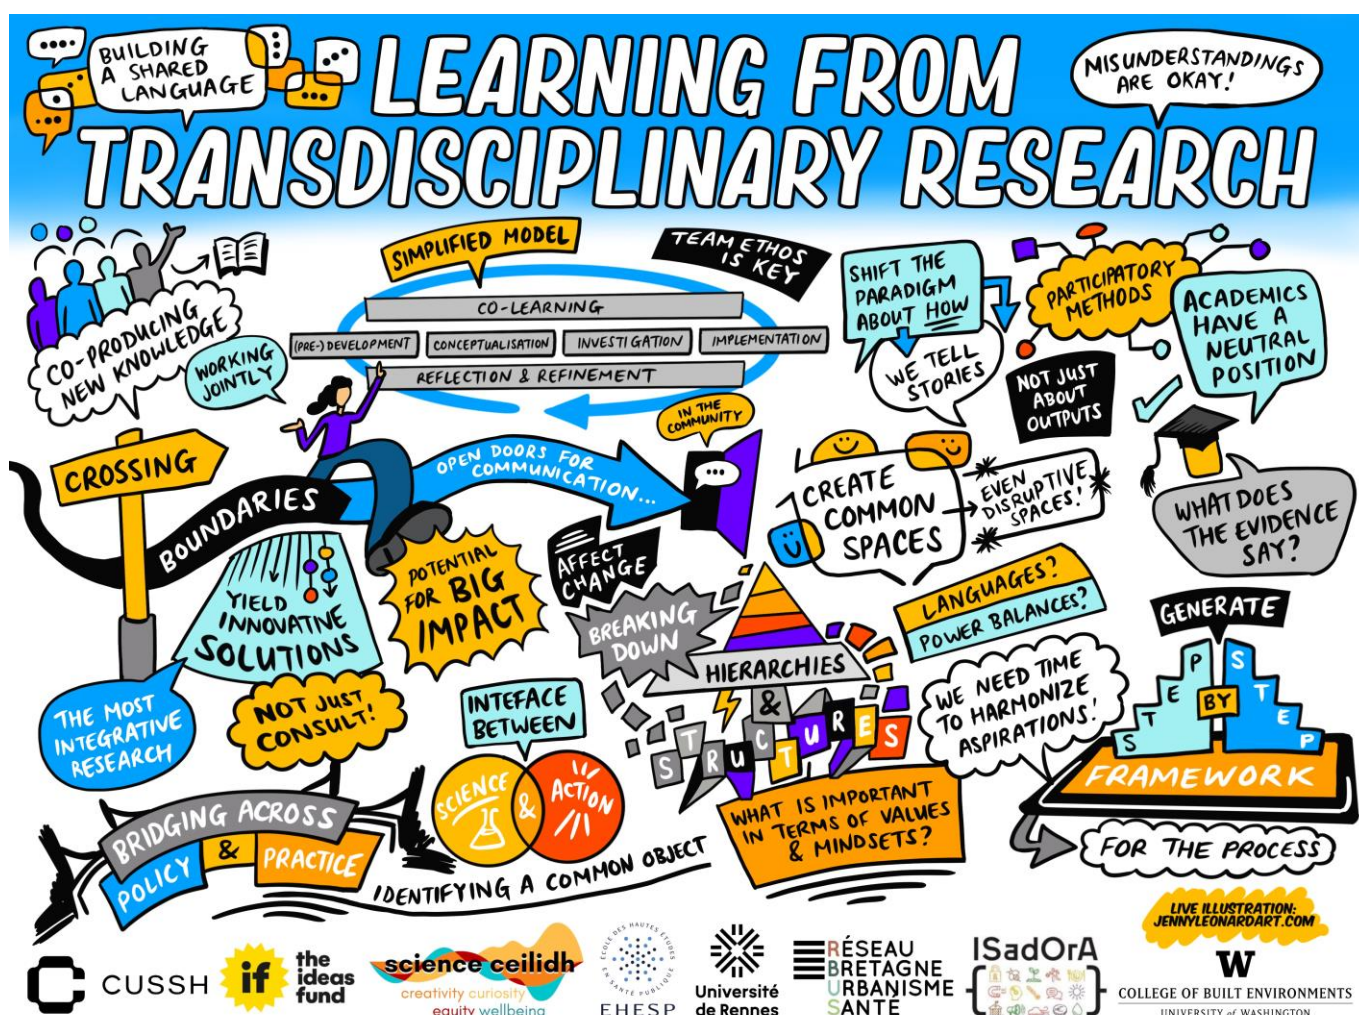 BUILDING
A SHARED
LANGUAGE
LEARNING FROM
TRANSDISCIPLINARY RESEARCH
MISUNDERSTANDINGS
ARE OKAY!
CO-PRODUCING
NEW KNOWLEDGE
WORKING
JOINTLY
SIMPLIFIED MODEL
CO-LEARNING
(PRE-) DEVELOPMENT
CONCEPTUALISATION
INVESTIGATION
IMPLEMENTATION
REFLECTION & REFINEMENT
TEAM ETHOS
IS KEY
SHIFT THE
PARADIGM
ABOUT HOW
WE TELL
STORIES
PARTICIPATORY
METHODS
NOT JUST
ABOUT
OUTPUTS
ACADEMICS
HAVE A
NEUTRAL
POSITION
WHAT DOES
THE EVIDENCE
SAY?
CROSSING
BOUNDARIES
OPEN DOORS FOR
COMMUNICATION...
IN THE
COMMUNITY
CREATE
COMMON
SPACES
EVEN
DISRUPTIVE
SPACES!
YIELD
INNOVATIVE
SOLUTIONS
POTENTIAL
FOR BIG
IMPACT
AFFECT
CHANGE
BREAKING
DOWN
HIERARCHIES
&
STRUCTURES
LANGUAGES?
POWER BALANCES?
WE NEED TIME
TO HARMONIZE
ASPIRATIONS!
GENERATE
STEP
BY
STEP
FRAMEWORK
FOR THE PROCESS
THE MOST
INTEGRATIVE
RESEARCH
NOT JUST
CONSULT!
INTEFACE
BETWEEN
SCIENCE
&
ACTION
IDENTIFYING A COMMON OBJECT
WHAT IS IMPORTANT
IN TERMS OF VALUES
& MINDSETS?
BRIDGING ACROSS
POLICY
&
PRACTICE
LIVE ILLUSTRATION:
JENNYLEONARDART.COM
CUSSH
if
the
ideas
fund
science ceilidh
creativity curiosity
equity wellbeing
ECOLE DES HAUTES ETUDES
EN SANTE PUBLIQUE
EHESP
Université
de Rennes
RÉSEAU
BRETAGNE
URBANISME
SANTÉ
ISadOrA
W
COLLEGE OF BUILT ENVIRONMENTS
UNIVERSITY of WASHINGTON